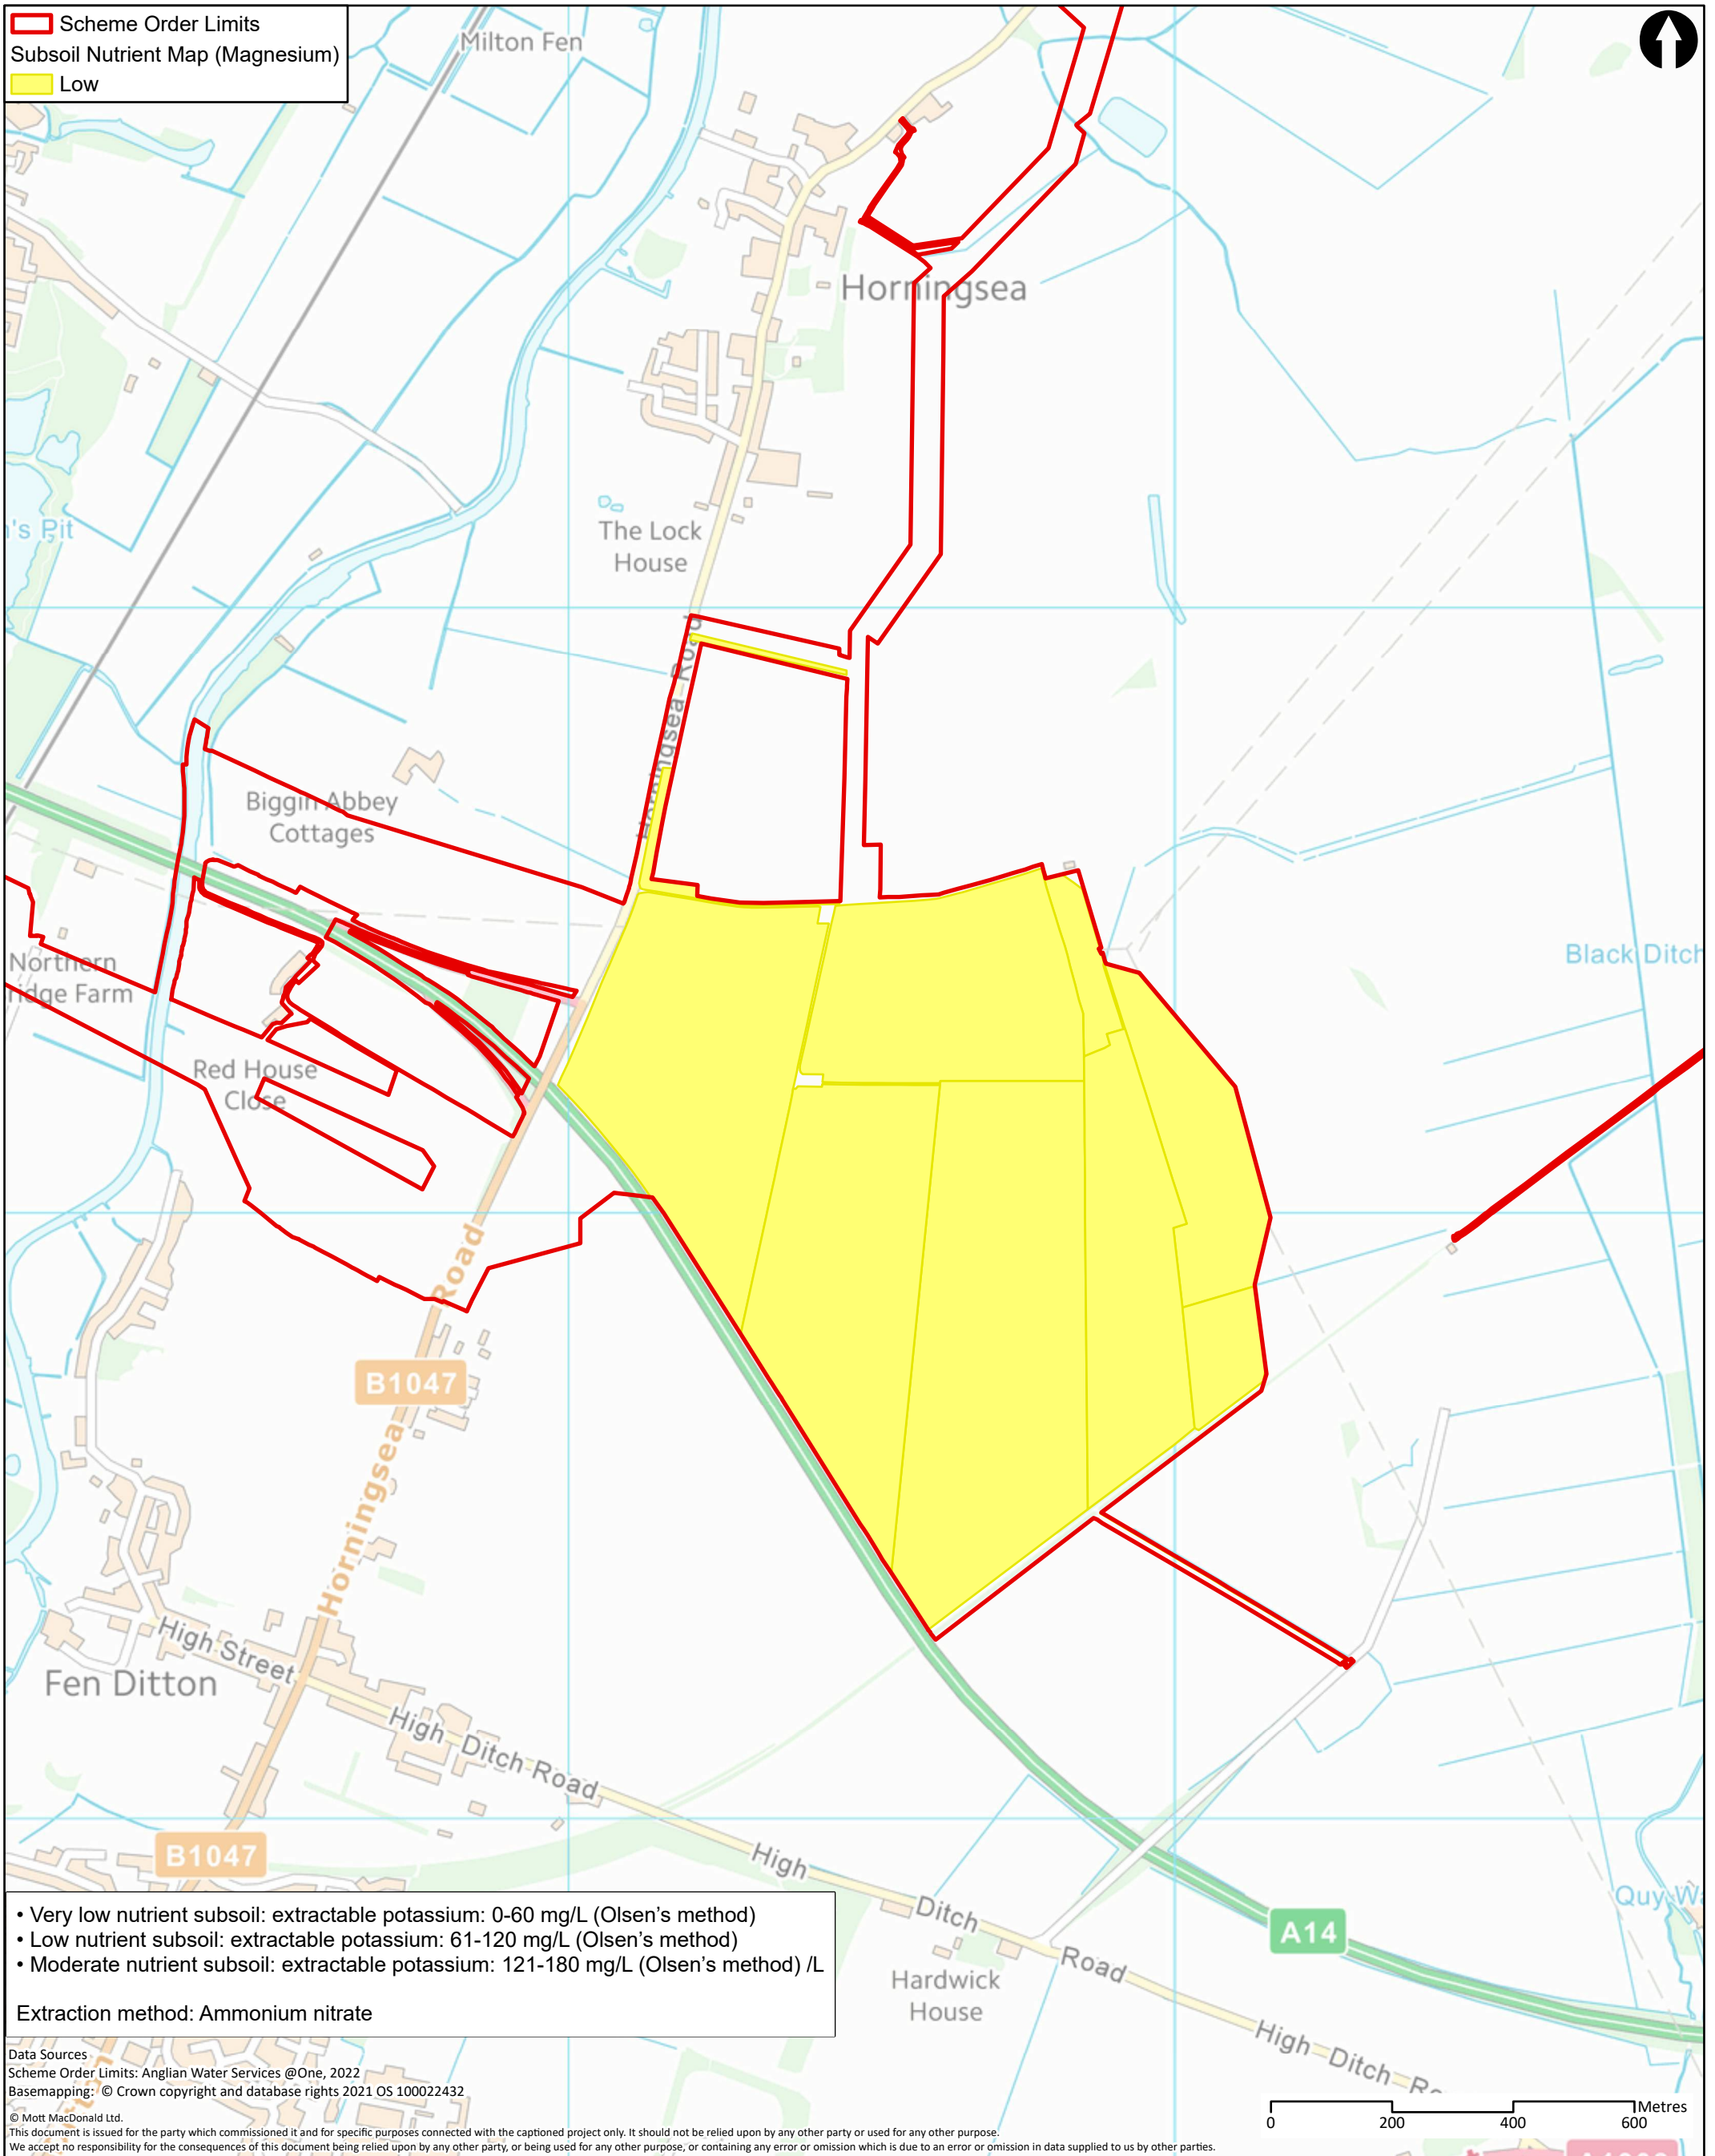 Scheme Order Limits
Subsoil Nutrient Map (Magnesium)
Low
Milton Fen
Horningsea
The Lock
House
Horningsea Road
Biggin Abbey
Cottages
Northern
Black Ditch
Red House
Close
Road
B1047
Horningsea
High Street
Fen Ditton
High Ditch Road
B1047
High
Ditch
Road
A14
Hardwick
House
High Ditch
• Very low nutrient subsoil: extractable potassium: 0-60 mg/L (Olsen’s method)
• Low nutrient subsoil: extractable potassium: 61-120 mg/L (Olsen’s method)
• Moderate nutrient subsoil: extractable potassium: 121-180 mg/L (Olsen’s method) /L
Extraction method: Ammonium nitrate
Data Sources
Scheme Order Limits: Anglian Water Services @One, 2022
Basemapping: © Crown copyright and database rights 2021 OS 100022432
© Mott MacDonald Ltd.
This document is issued for the party which commissioned it and for specific purposes connected with the captioned project only. It should not be relied upon by any other party or used for any other purpose.
We accept no responsibility for the consequences of this document being relied upon by any other party, or being used for any other purpose, or containing any error or omission which is due to an error or omission in data supplied to us by other parties.
Metres
0 200 400 600